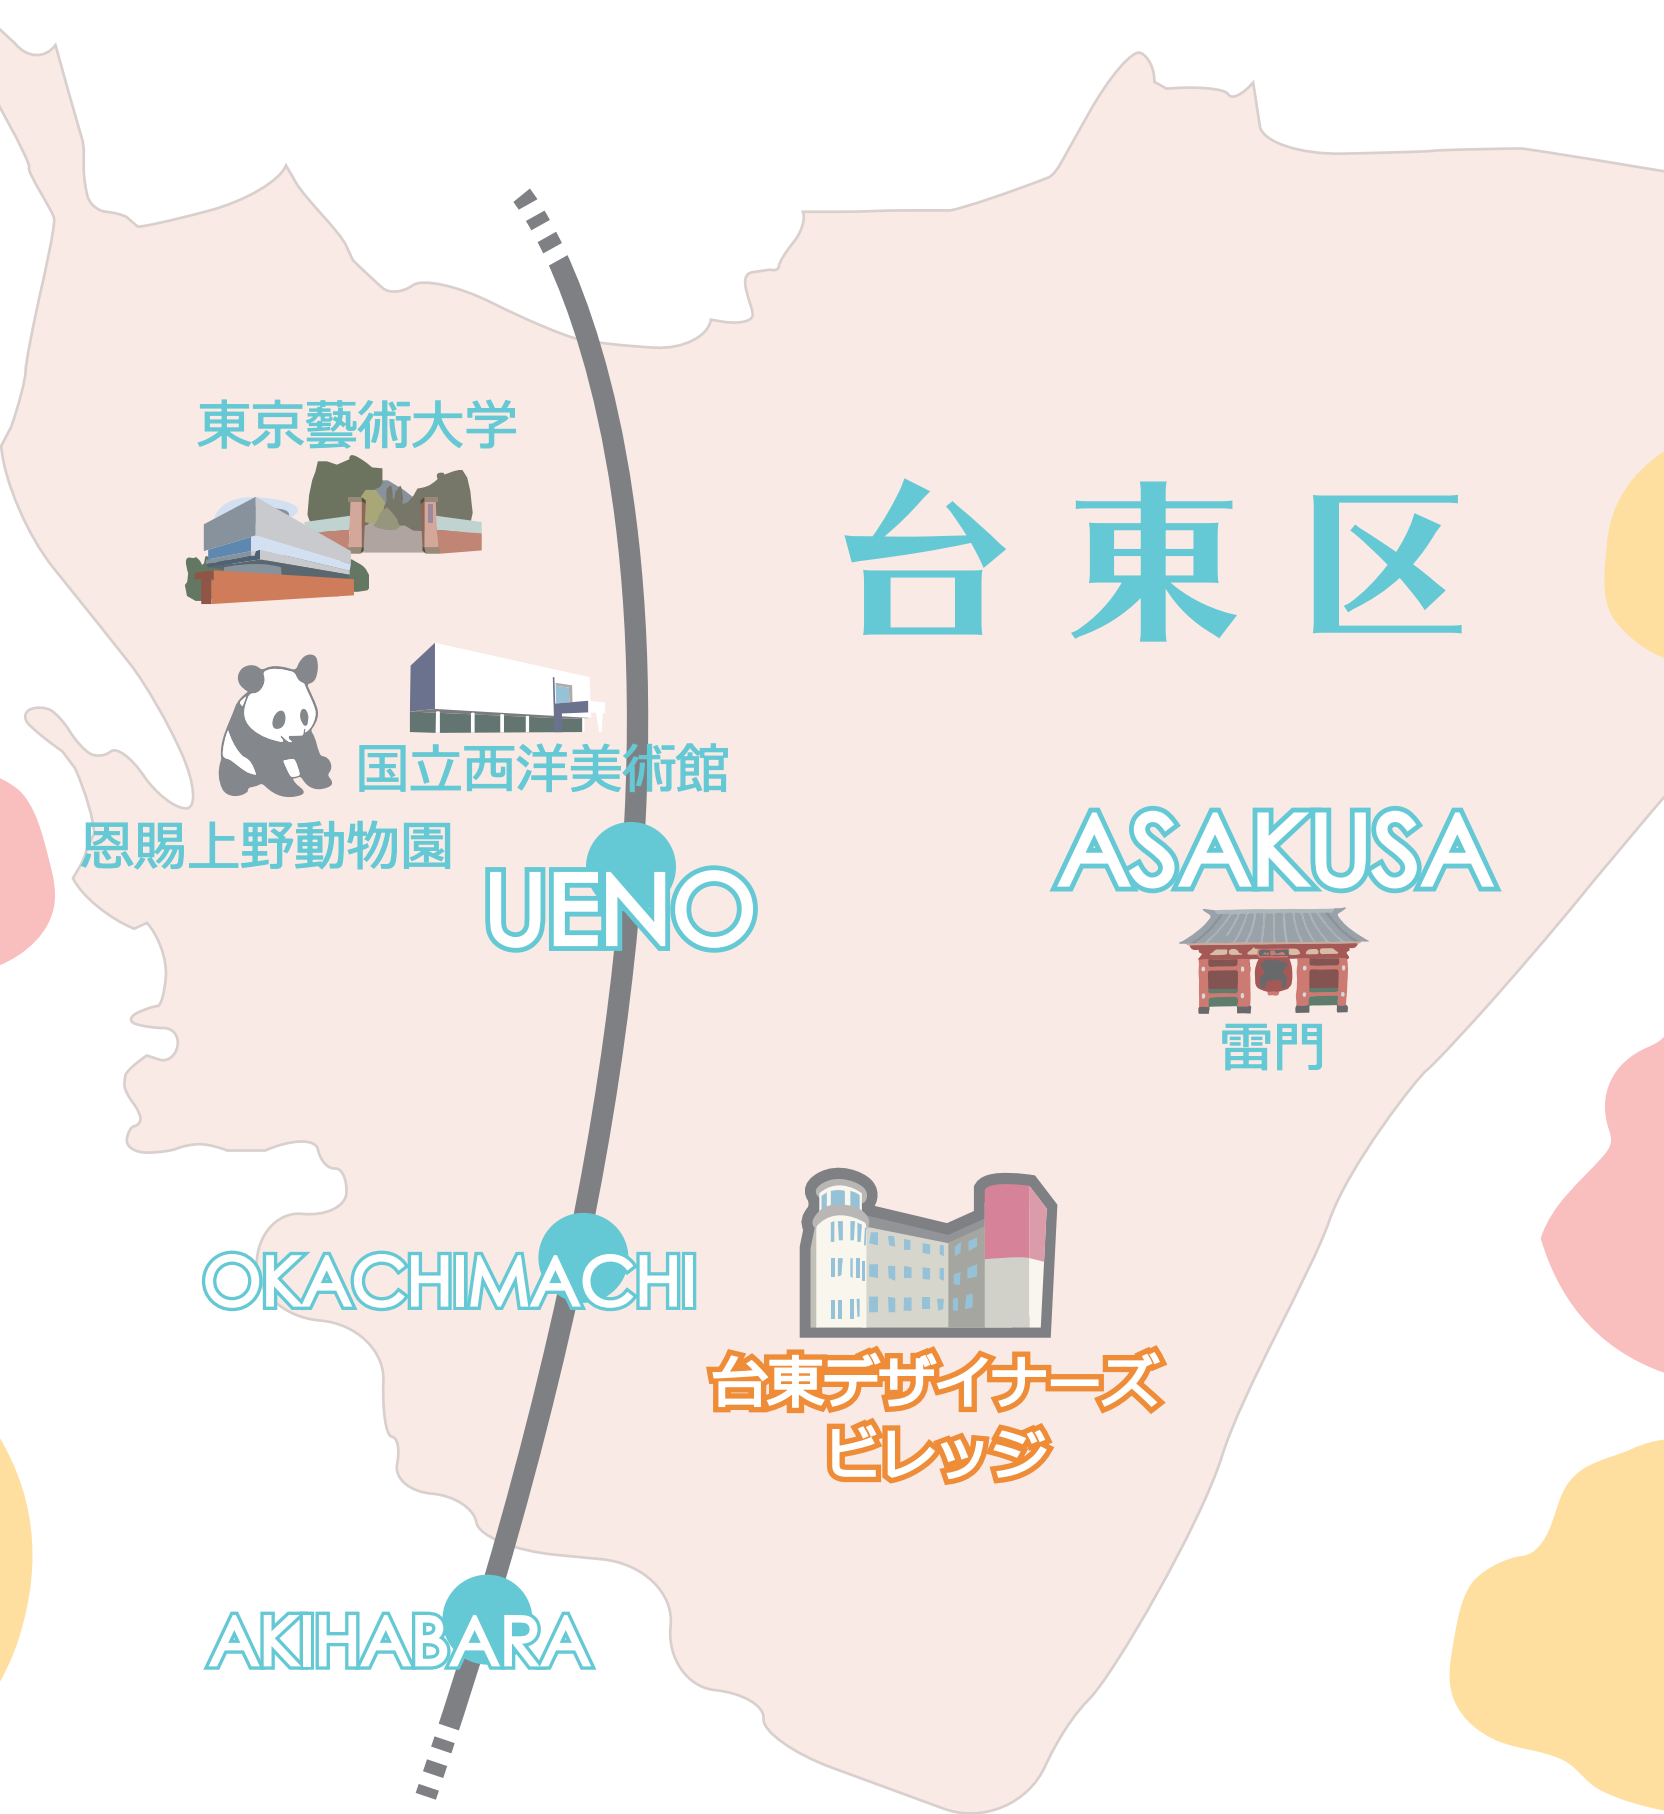 東京藝術大学
台東区
国立西洋美術館
恩賜上野動物園
UENO
ASAKUSA
雷門
OKACHIMACHI
台東デザイナーズ
ビレッジ
AKIHABARA